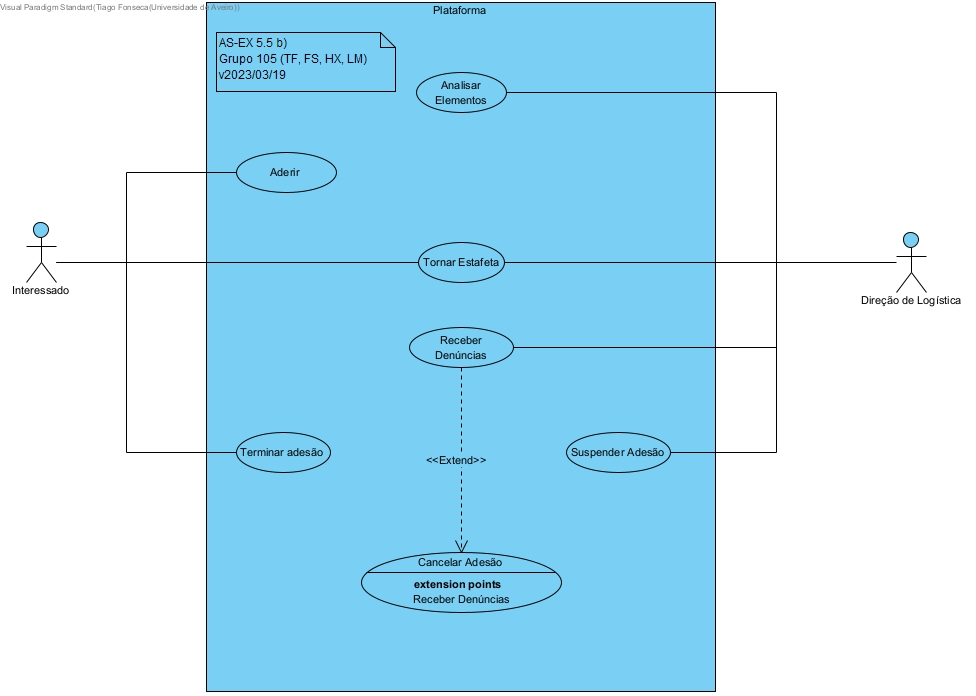 Visual Paradigm Standard(Tiago Fonseca(Universidade de Aveiro))
Plataforma
AS-EX 5.5 b)
Grupo 105 (TF, FS, HX, LM)
v2023/03/19
Analisar
Elementos
Aderir
Interessado
Tornar Estafeta
Direção de Logística
Receber
Denúncias
Terminar adesão
<<Extend>>
Suspender Adesão
Cancelar Adesão
extension points
Receber Denúncias